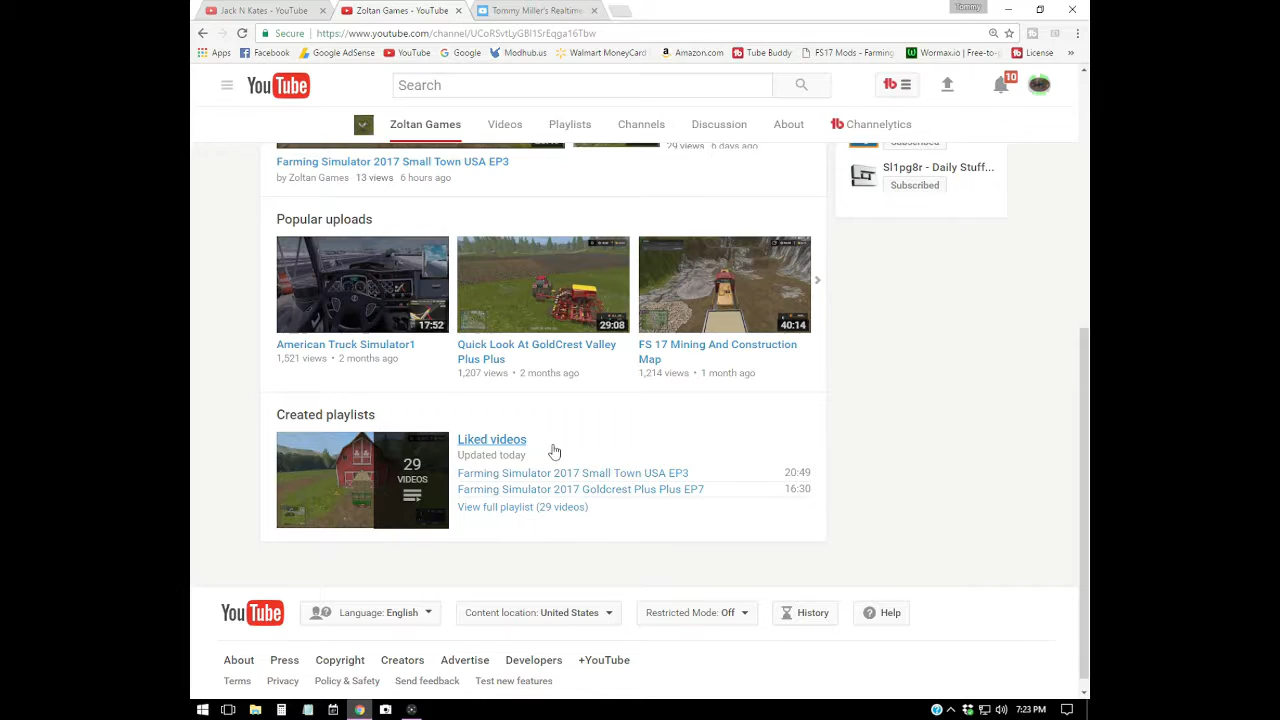 Jack N Kates - YouTube
Zoltan Games - YouTube
Tommy Miller's Realtime
Tommy
Secure
https://www.youtube.com/channel/UCoRSvtLyGBI1SrEqga16Tbw
Apps
Facebook
Google AdSense
YouTube
Google
Modhub.us
Walmart MoneyCard
Amazon.com
Tube Buddy
FS17 Mods - Farming
Wormax.io (Free-to-g
License
»
YouTube
Search
tb
10
Zoltan Games
Videos
Playlists
Channels
Discussion
About
tb Channelytics
29 views 6 days ago
Subscribed
Farming Simulator 2017 Small Town USA EP3
by Zoltan Games 13 views 6 hours ago
Sl1pg8r - Daily Stuff...
Subscribed
Popular uploads
17:52
29:08
40:14
American Truck Simulator1
1,521 views • 2 months ago
Quick Look At GoldCrest Valley
Plus Plus
1,207 views • 2 months ago
FS 17 Mining And Construction
Map
1,214 views • 1 month ago
Created playlists
29
VIDEOS
Liked videos
Updated today
Farming Simulator 2017 Small Town USA EP3 20:49
Farming Simulator 2017 Goldcrest Plus Plus EP7 16:30
View full playlist (29 videos)
YouTube
Language: English
Content location: United States
Restricted Mode: Off
History
Help
About Press Copyright Creators Advertise Developers +YouTube
Terms Privacy Policy & Safety Send feedback Test new features
7:23 PM